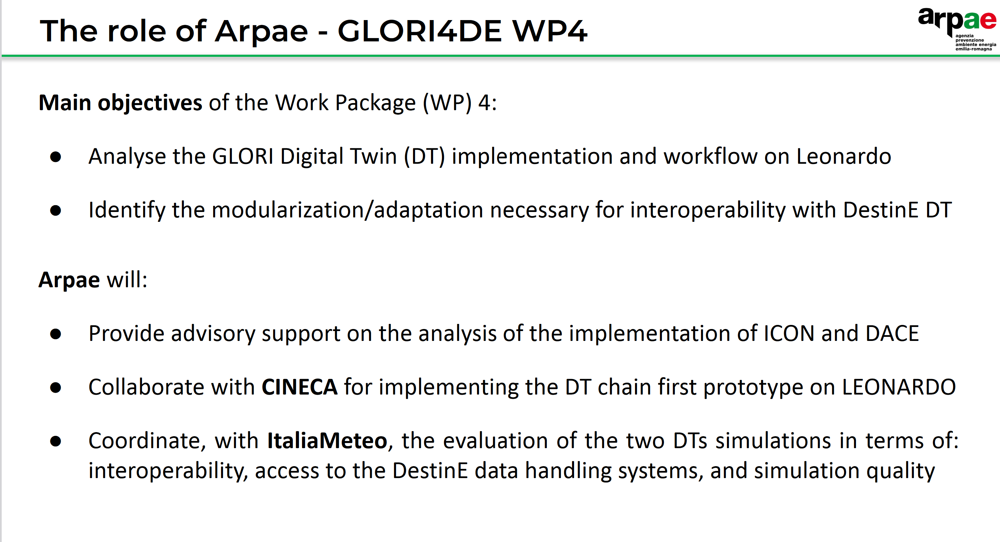 The role of Arpae - GLORI4DE WP4
arpae
agenzia
prevenzione
ambiente energia
emilia-romagna
Main objectives of the Work Package (WP) 4:
● Analyse the GLORI Digital Twin (DT) implementation and workflow on Leonardo
● Identify the modularization/adaptation necessary for interoperability with DestinE DT
Arpae will:
● Provide advisory support on the analysis of the implementation of ICON and DACE
● Collaborate with CINECA for implementing the DT chain first prototype on LEONARDO
● Coordinate, with ItaliaMeteo, the evaluation of the two DTs simulations in terms of:
interoperability, access to the DestinE data handling systems, and simulation quality